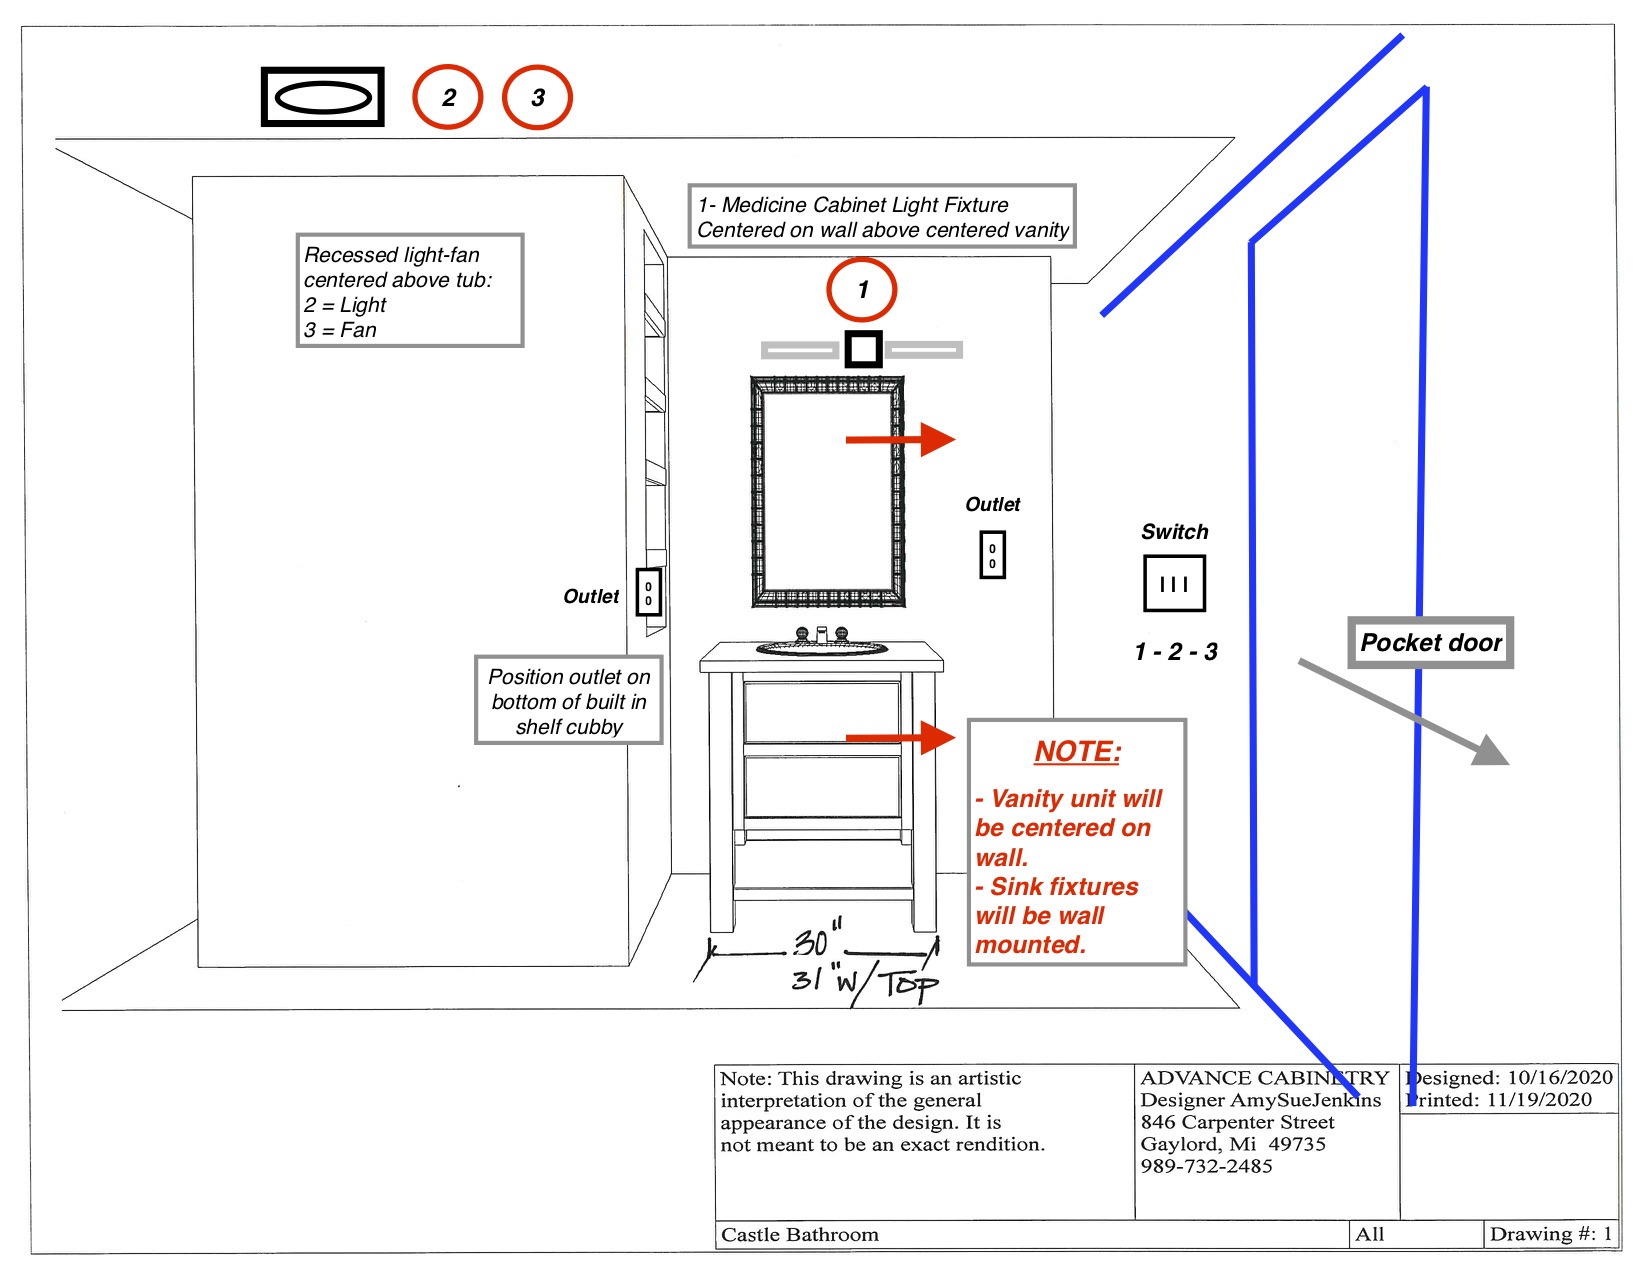 2
3
1- Medicine Cabinet Light Fixture
Centered on wall above centered vanity
Recessed light-fan
centered above tub:
2 = Light
3 = Fan
1
Outlet
0
0
Switch
1 - 2 - 3
Outlet
0
0
Pocket door
Position outlet on
bottom of built in
shelf cubby
NOTE:
- Vanity unit will
be centered on
wall.
- Sink fixtures
will be wall
mounted.
30"
31" W/ TOP
Note: This drawing is an artistic
interpretation of the general
appearance of the design. It is
not meant to be an exact rendition.
ADVANCE CABINETRY
Designer AmySueJenkins
846 Carpenter Street
Gaylord, Mi  49735
989-732-2485
Designed: 10/16/2020
Printed: 11/19/2020
Castle Bathroom
All
Drawing #: 1